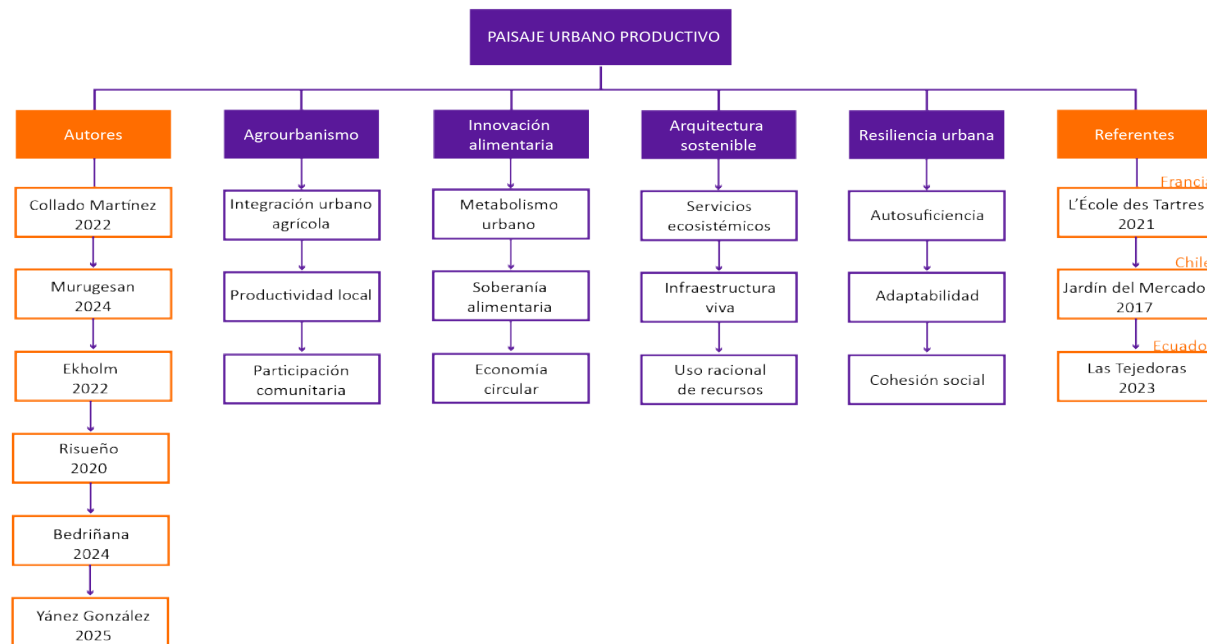 PAISAJE URBANO PRODUCTIVO
Autores
Collado Martínez
2022
Murugesan
2024
Ekholm
2022
Risueño
2020
Bedriñana
2024
Yánez González
2025
Agrourbanismo
Integración urbano
agrícola
Productividad local
Participación
comunitaria
Innovación
alimentaria
Metabolismo
urbano
Soberanía
alimentaria
Economía
circular
Arquitectura
sostenible
Servicios
ecosistémicos
Infraestructura
viva
Uso racional
de recursos
Resiliencia urbana
Autosuficiencia
Adaptabilidad
Cohesión social
Referentes
Francia
L’École des Tartres
2021
Chile
Jardín del Mercado
2017
Ecuado
Las Tejedoras
2023